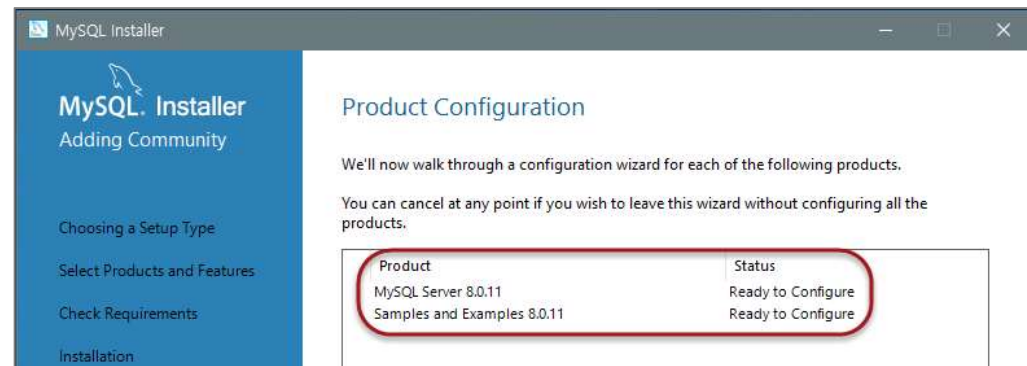 MySQL Installer
MySQL. Installer
Adding Community
Choosing a Setup Type
Select Products and Features
Check Requirements
Installation
Product Configuration
We'll now walk through a configuration wizard for each of the following products.
You can cancel at any point if you wish to leave this wizard without configuring all the
products.
Product Status
MySQL Server 8.0.11 Ready to Configure
Samples and Examples 8.0.11 Ready to Configure